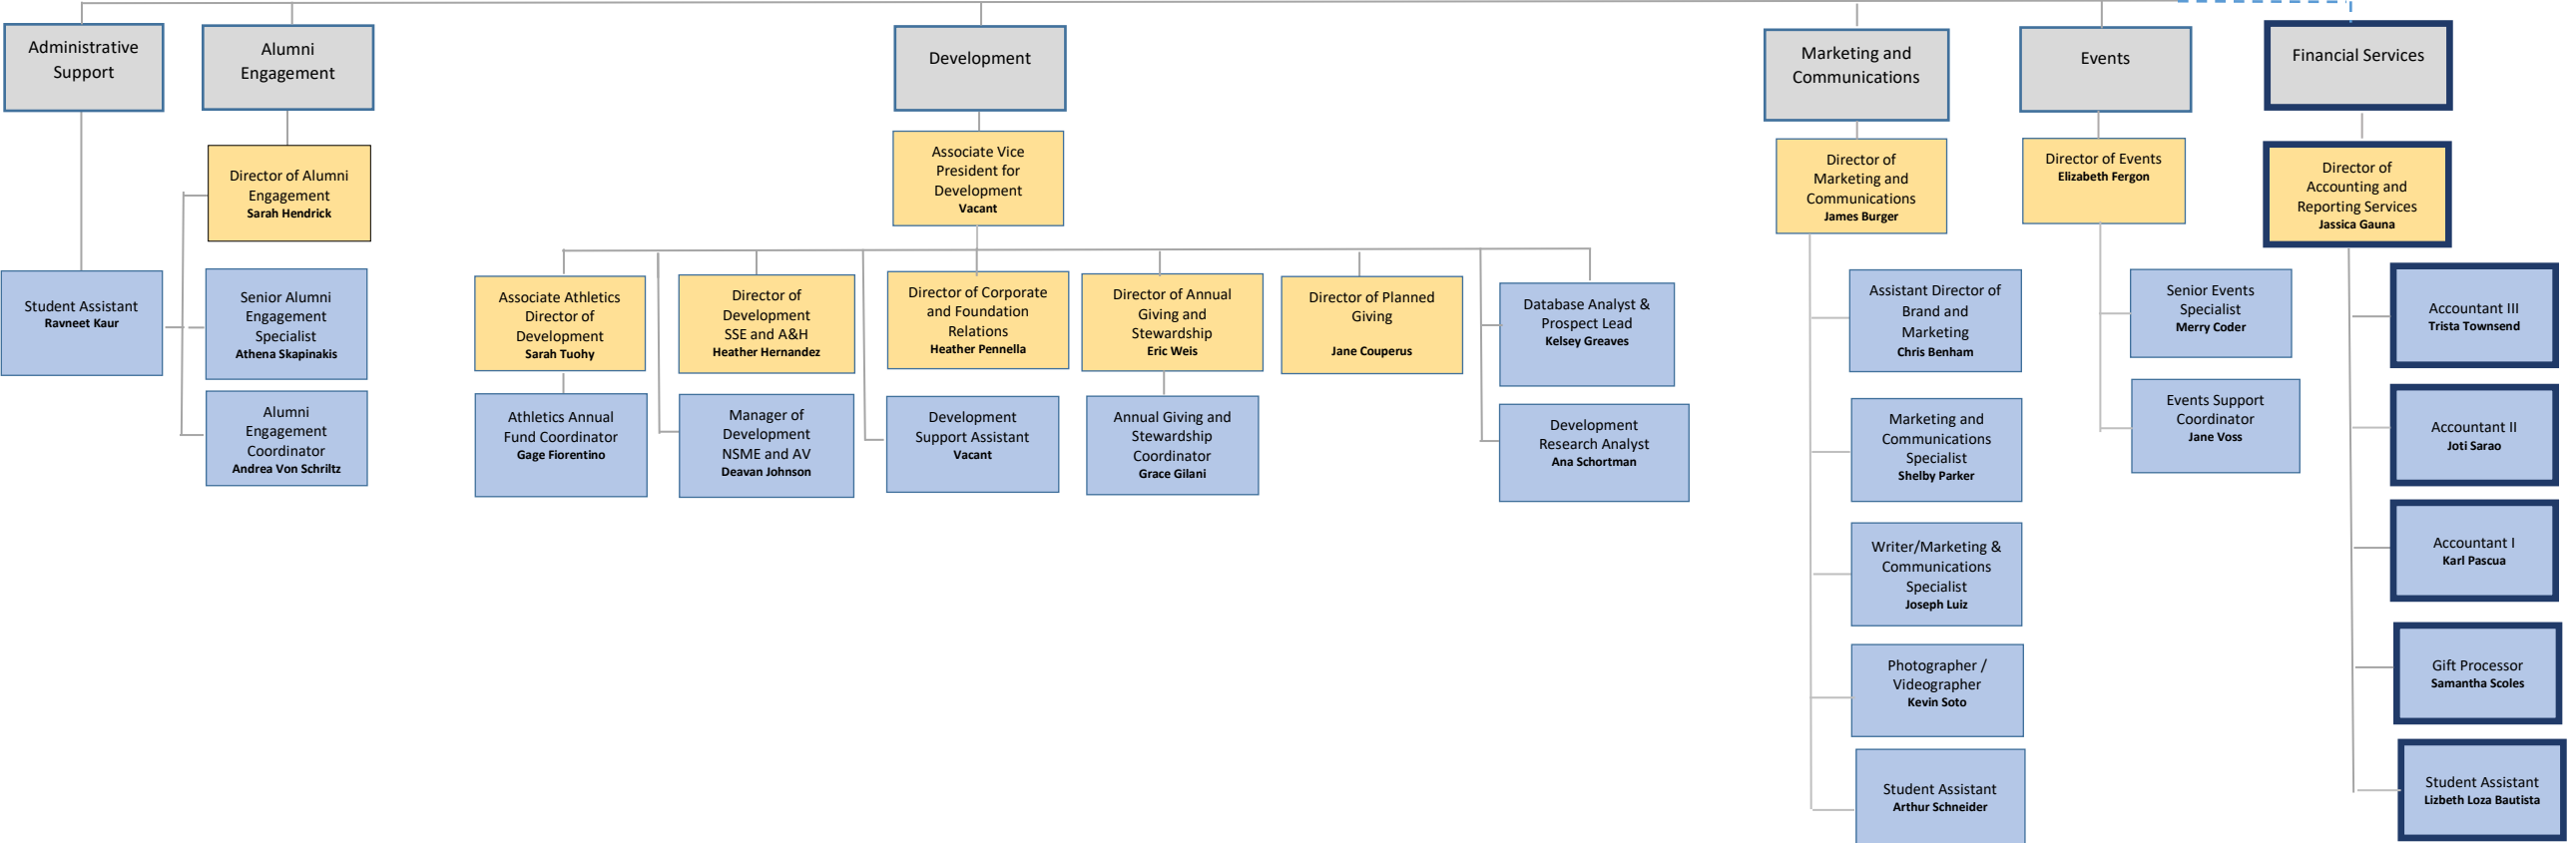 Administrative
Support
Alumni
Engagement
Development
Marketing and
Communications
Events
Financial Services
Director of Alumni
Engagement
Sarah Hendrick
Associate Vice
President for
Development
Vacant
Director of
Marketing and
Communications
James Burger
Director of Events
Elizabeth Fergon
Director of
Accounting and
Reporting Services
Jassica Gauna
Student Assistant
Ravneet Kaur
Senior Alumni
Engagement
Specialist
Athena Skapinakis
Alumni
Engagement
Coordinator
Andrea Von Schriltz
Associate Athletics
Director of
Development
Sarah Tuohy
Director of
Development
SSE and A&H
Heather Hernandez
Director of Corporate
and Foundation
Relations
Heather Pennella
Director of Annual
Giving and
Stewardship
Eric Weis
Director of Planned
Giving
Jane Couperus
Database Analyst &
Prospect Lead
Kelsey Greaves
Athletics Annual
Fund Coordinator
Gage Fiorentino
Manager of
Development
NSME and AV
Deavan Johnson
Development
Support Assistant
Vacant
Annual Giving and
Stewardship
Coordinator
Grace Gilani
Development
Research Analyst
Ana Schortman
Assistant Director of
Brand and
Marketing
Chris Benham
Marketing and
Communications
Specialist
Shelby Parker
Writer/Marketing &
Communications
Specialist
Joseph Luiz
Photographer /
Videographer
Kevin Soto
Student Assistant
Arthur Schneider
Senior Events
Specialist
Merry Coder
Events Support
Coordinator
Jane Voss
Accountant III
Trista Townsend
Accountant II
Joti Sarao
Accountant I
Karl Pascua
Gift Processor
Samantha Scoles
Student Assistant
Lizbeth Loza Bautista